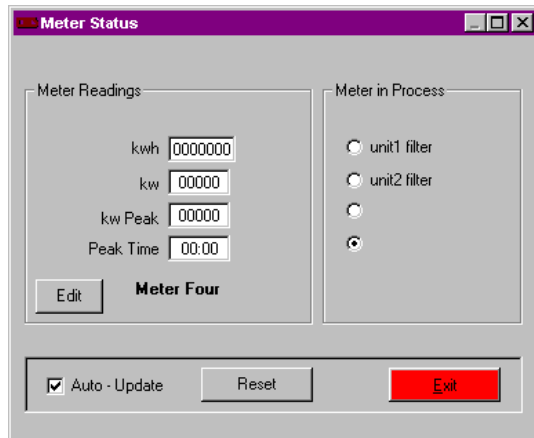 Meter Status
Meter Readings
kwh 0000000
kw 00000
kw Peak 00000
Peak Time 00:00
Edit Meter Four
Meter in Process
unit1 filter
unit2 filter
Auto - Update Reset Exit